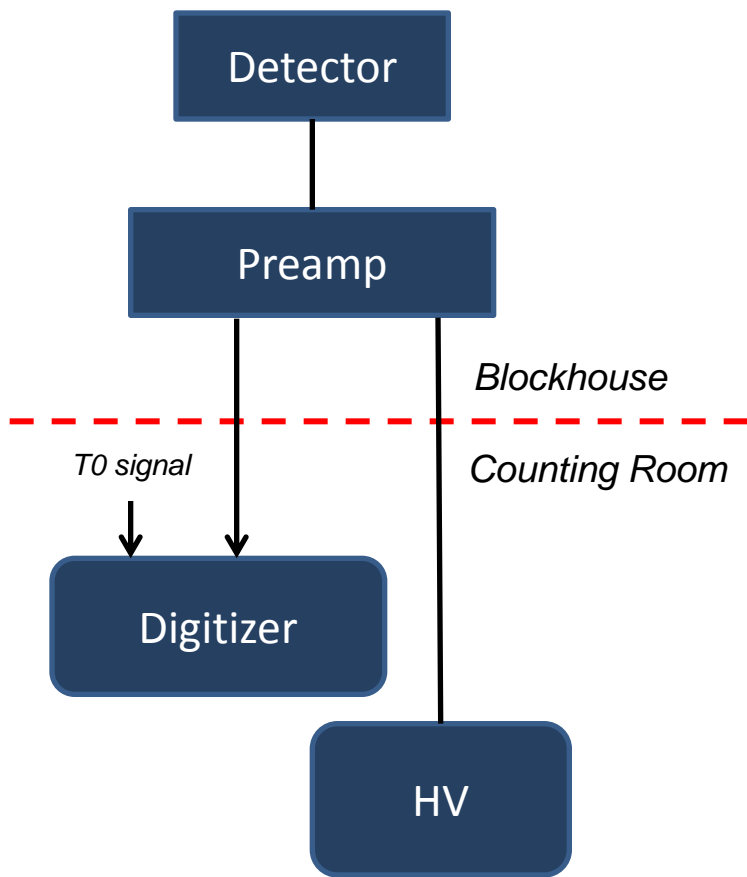 Detector
Preamp
Blockhouse
T0 signal
Counting Room
Digitizer
HV